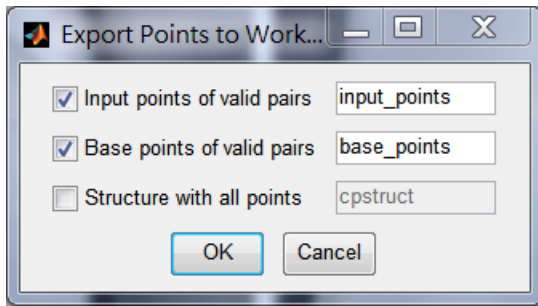 Export Points to Work...
Input points of valid pairs input_points
Base points of valid pairs base_points
Structure with all points cpstruct
OK Cancel